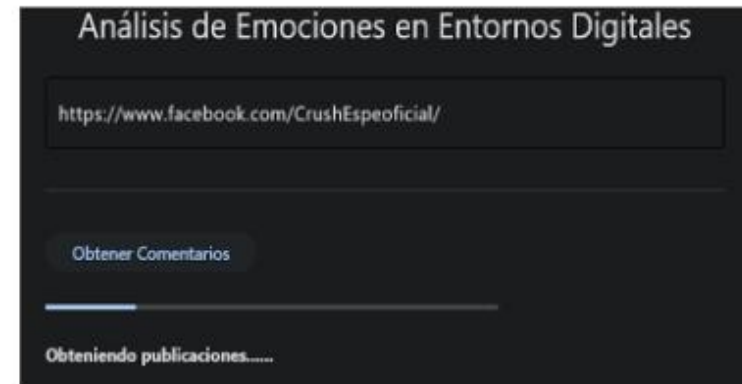 Análisis de Emociones en Entornos Digitales
https://www.facebook.com/CrushEspeoficial/
Obtener Comentarios
Obteniendo publicaciones......